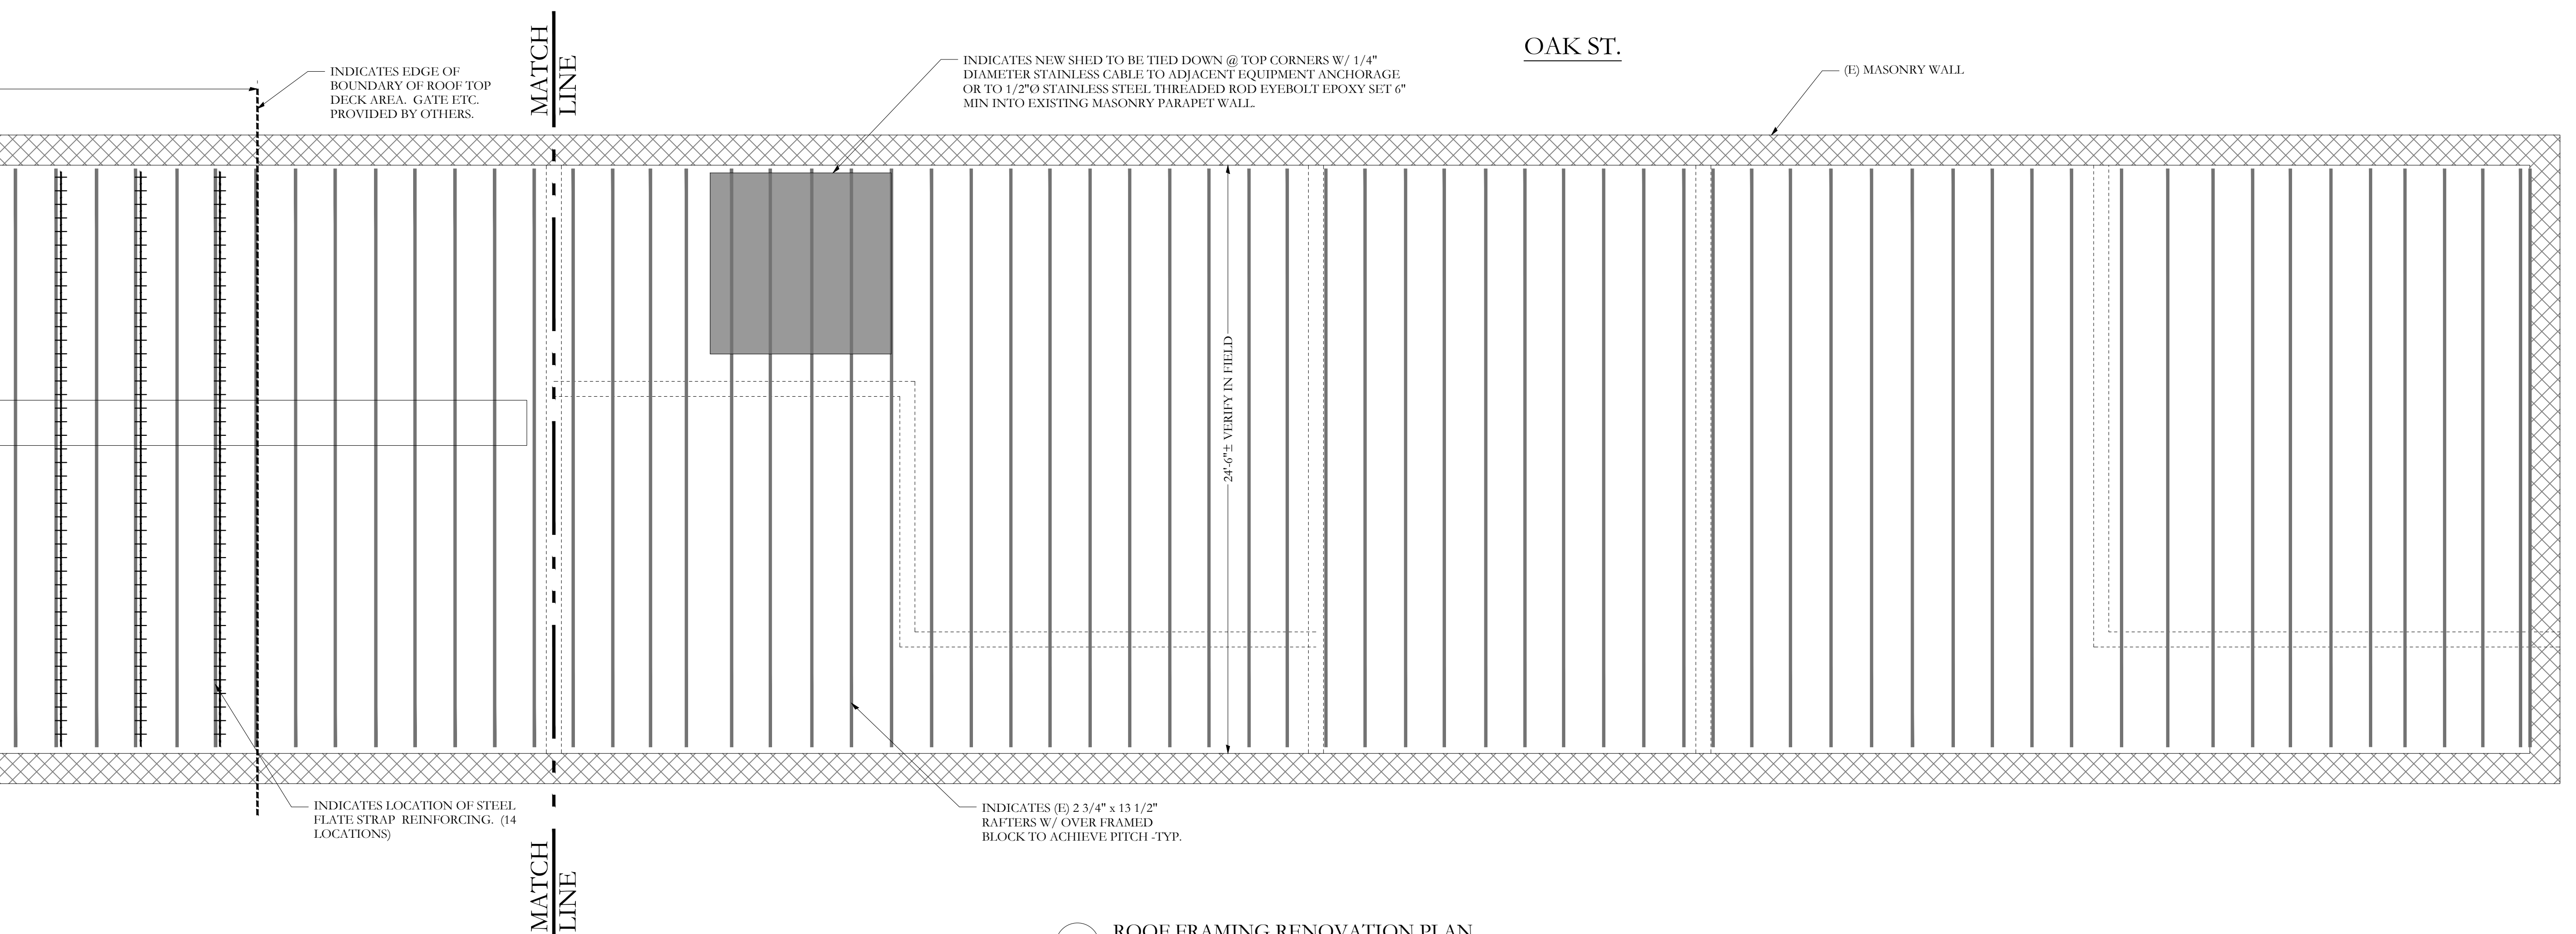 OAK ST.
MATCH
LINE
INDICATES EDGE OF
BOUNDARY OF ROOF TOP
DECK AREA.  GATE ETC.
PROVIDED BY OTHERS.
INDICATES NEW SHED TO BE TIED DOWN @ TOP CORNERS W/ 1/4"
DIAMETER STAINLESS CABLE TO ADJACENT EQUIPMENT ANCHORAGE
OR TO 1/2"Ø STAINLESS STEEL THREADED ROD EYEBOLT EPOXY SET 6"
MIN INTO EXISTING MASONRY PARAPET WALL.
(E) MASONRY WALL
24'-6"± VERIFY IN FIELD
INDICATES LOCATION OF STEEL
FLATE STRAP  REINFORCING.  (14
LOCATIONS)
INDICATES (E) 2 3/4" x 13 1/2"
RAFTERS W/ OVER FRAMED
BLOCK TO ACHIEVE PITCH -TYP.
MATCH
LINE
ROOF FRAMING RENOVATION PLAN